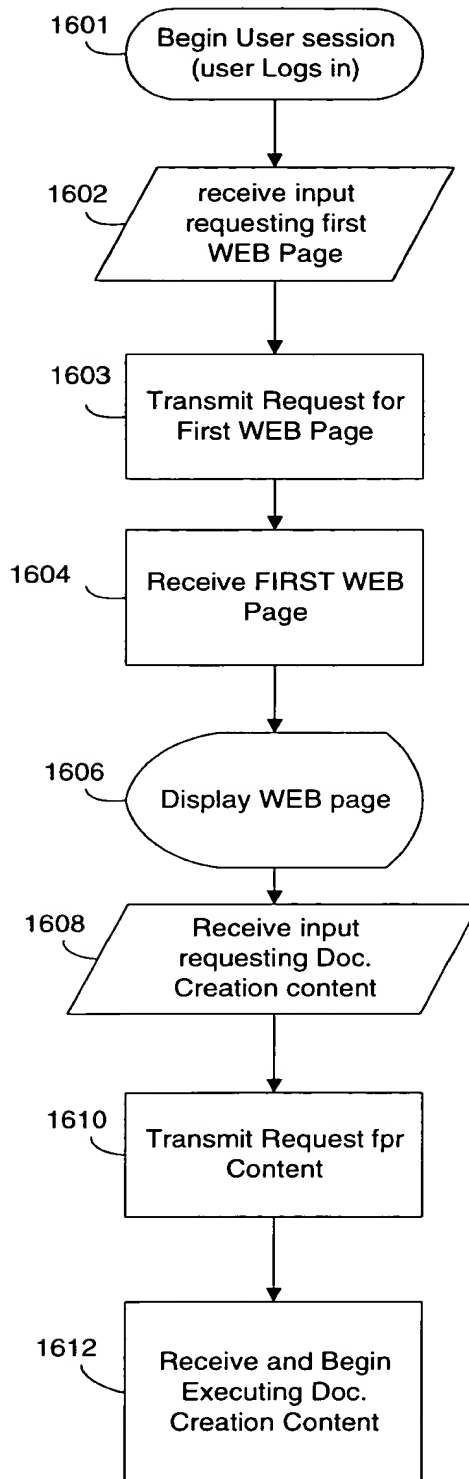 1601
Begin User session
(user Logs in)
1602
receive input
requesting first
WEB Page
1603
Transmit Request for
First WEB Page
1604
Receive FIRST WEB
Page
1606
Display WEB page
1608
Receive input
requesting Doc.
Creation content
1610
Transmit Request fpr
Content
1612
Receive and Begin
Executing Doc.
Creation Content